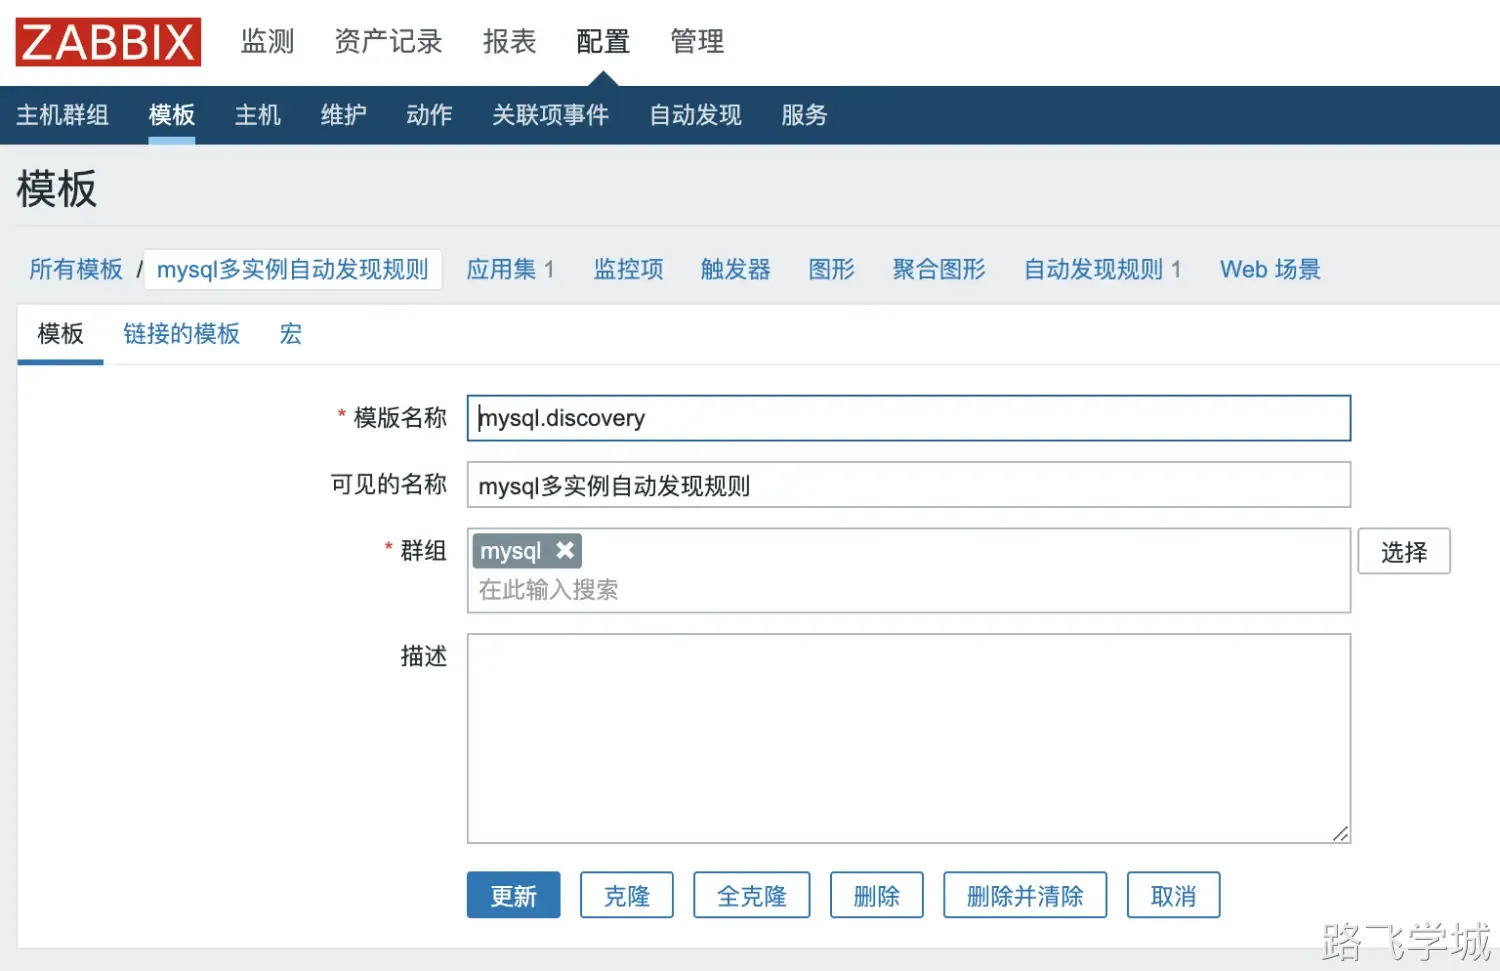 ZABBIX 监测 资产记录 报表 配置 管理
主机群组 模板 主机 维护 动作 关联项事件 自动发现 服务
模板
所有模板 / mysql多实例自动发现规则 应用集 1 监控项 触发器 图形 聚合图形 自动发现规则 1 Web 场景
模板 链接的模板 宏
* 模版名称 mysql.discovery
可见的名称 mysql多实例自动发现规则
* 群组 mysql ✖ 选择
在此输入搜索
描述
更新 克隆 全克隆 删除 删除并清除 取消
路飞学城